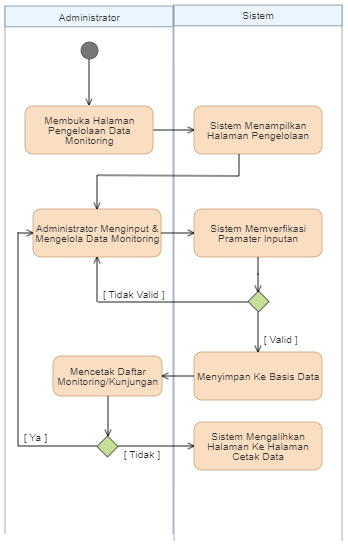 Administrator
Sistem
Membuka Halaman
Pengelolaan Data
Monitoring
Sistem Menampilkan
Halaman Pengelolaan
Administrator Menginput &
Mengelola Data Monitoring
Sistem Memverfikasi
Pramater Inputan
[ Tidak Valid ]
[ Valid ]
Mencetak Daftar
Monitoring/Kunjungan
Menyimpan Ke Basis Data
[ Ya ]
[ Tidak ]
Sistem Mengalihkan
Halaman Ke Halaman
Cetak Data